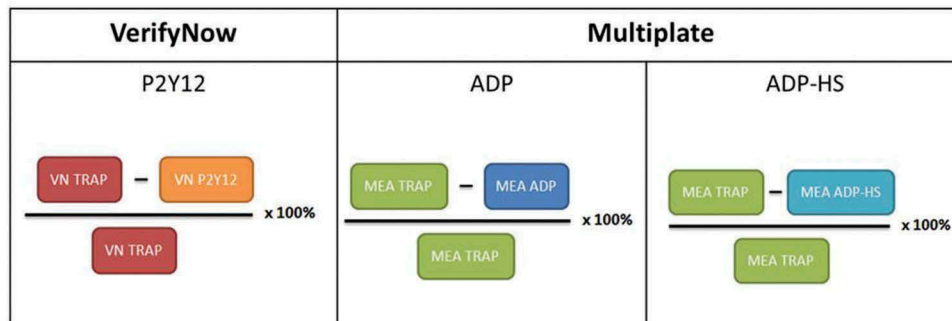 VerifyNow
Multiplate
P2Y12
ADP
ADP-HS
VN TRAP – VN P2Y12
x 100%
VN TRAP
MEA TRAP – MEA ADP
x 100%
MEA TRAP
MEA TRAP – MEA ADP-HS
x 100%
MEA TRAP